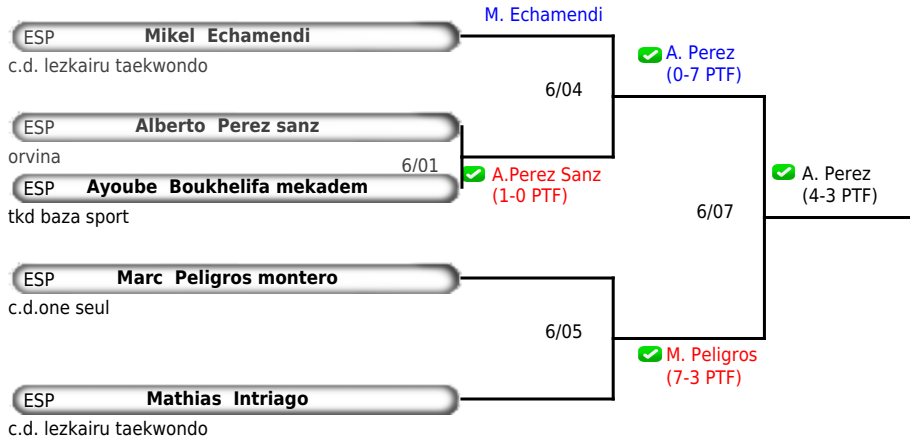 M. Echamendi
ESP Mikel Echamendi
c.d. lezkairu taekwondo
A. Perez
(0-7 PTF)
6/04
ESP Alberto Perez sanz
orvina
6/01
A.Perez Sanz
(1-0 PTF)
ESP Ayoube Boukhelifa mekadem
tkd baza sport
A. Perez
(4-3 PTF)
6/07
ESP Marc Peligros montero
c.d.one seul
6/05
M. Peligros
(7-3 PTF)
ESP Mathias Intriago
c.d. lezkairu taekwondo